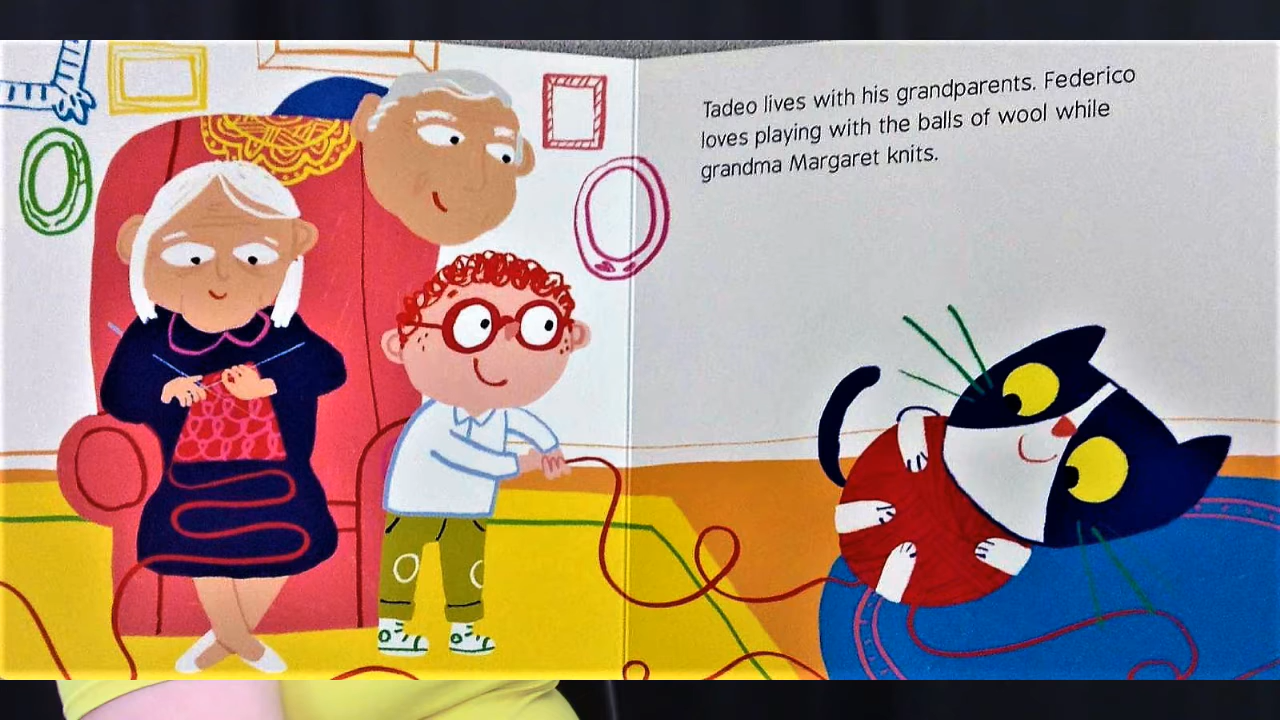 Tadeo lives with his grandparents. Federico
loves playing with the balls of wool while
grandma Margaret knits.